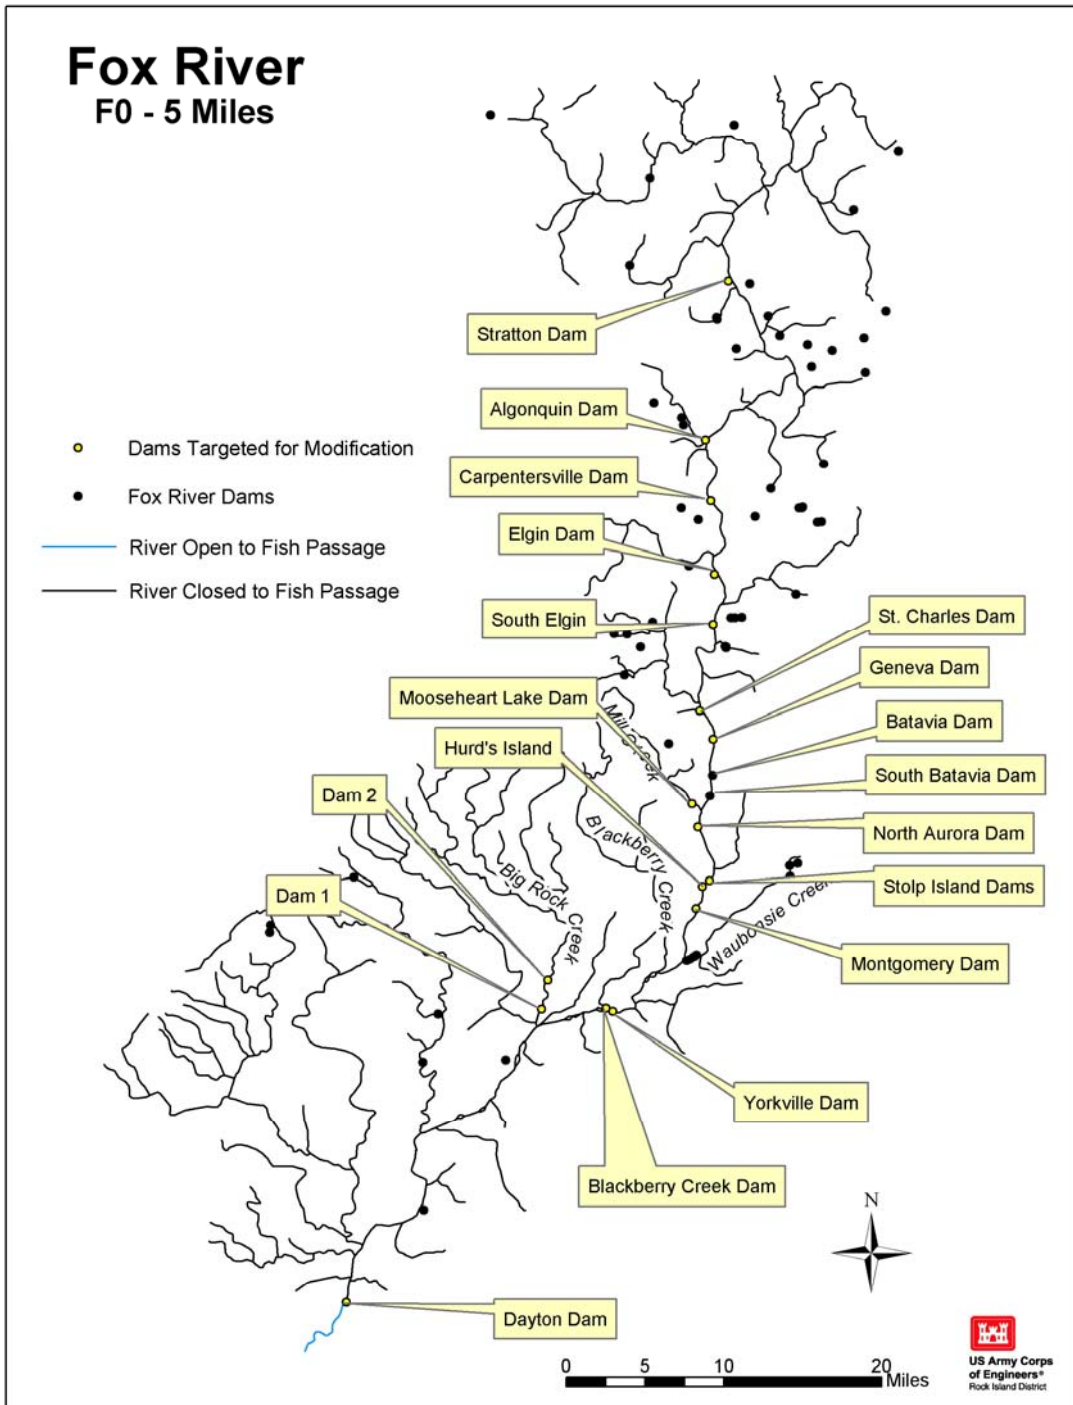 Fox River
F0 - 5 Miles
Stratton Dam
Algonquin Dam
Dams Targeted for Modification
Carpentersville Dam
Fox River Dams
Elgin Dam
River Open to Fish Passage
River Closed to Fish Passage
South Elgin
St. Charles Dam
Geneva Dam
Mooseheart Lake Dam
Mill Creek
Batavia Dam
Hurd's Island
South Batavia Dam
Dam 2
North Aurora Dam
Blackberry Creek
Big Rock Creek
Stolp Island Dams
Dam 1
Waubonsie Creek
Montgomery Dam
Yorkville Dam
Blackberry Creek Dam
N
Dayton Dam
0 5 10 20
Miles
US Army Corps
of Engineers®
Rock Island District